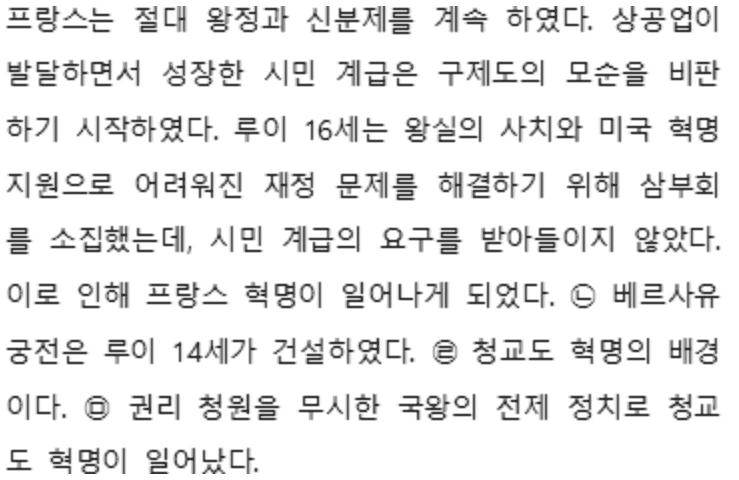 프랑스는 절대 왕정과 신분제를 계속 하였다. 상공업이
발달하면서 성장한 시민 계급은 구제도의 모순을 비판
하기 시작하였다. 루이 16세는 왕실의 사치와 미국 혁명
지원으로 어려워진 재정 문제를 해결하기 위해 삼부회
를 소집했는데, 시민 계급의 요구를 받아들이지 않았다.
이로 인해 프랑스 혁명이 일어나게 되었다. ㉡ 베르사유
궁전은 루이 14세가 건설하였다. ㉣ 청교도 혁명의 배경
이다. ㉤ 권리 청원을 무시한 국왕의 전제 정치로 청교
도 혁명이 일어났다.